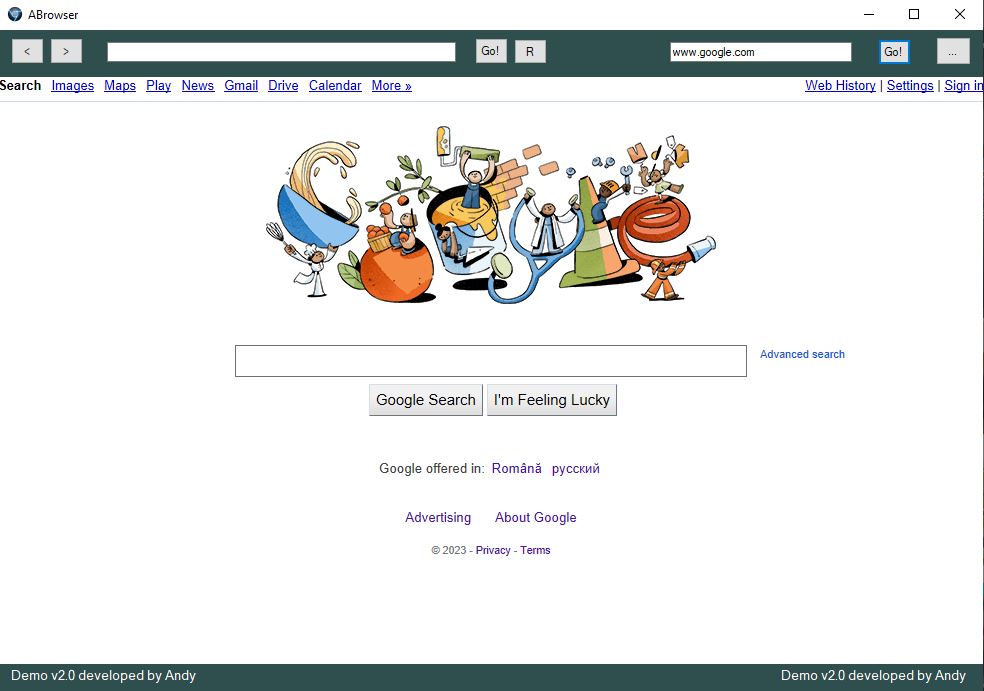 ABrowser
< > Go! R www.google.com Go! ...
Search Images Maps Play News Gmail Drive Calendar More » Web History | Settings | Sign in
Advanced search
Google Search I'm Feeling Lucky
Google offered in: Română русский
Advertising About Google
© 2023 - Privacy - Terms
Demo v2.0 developed by Andy Demo v2.0 developed by Andy